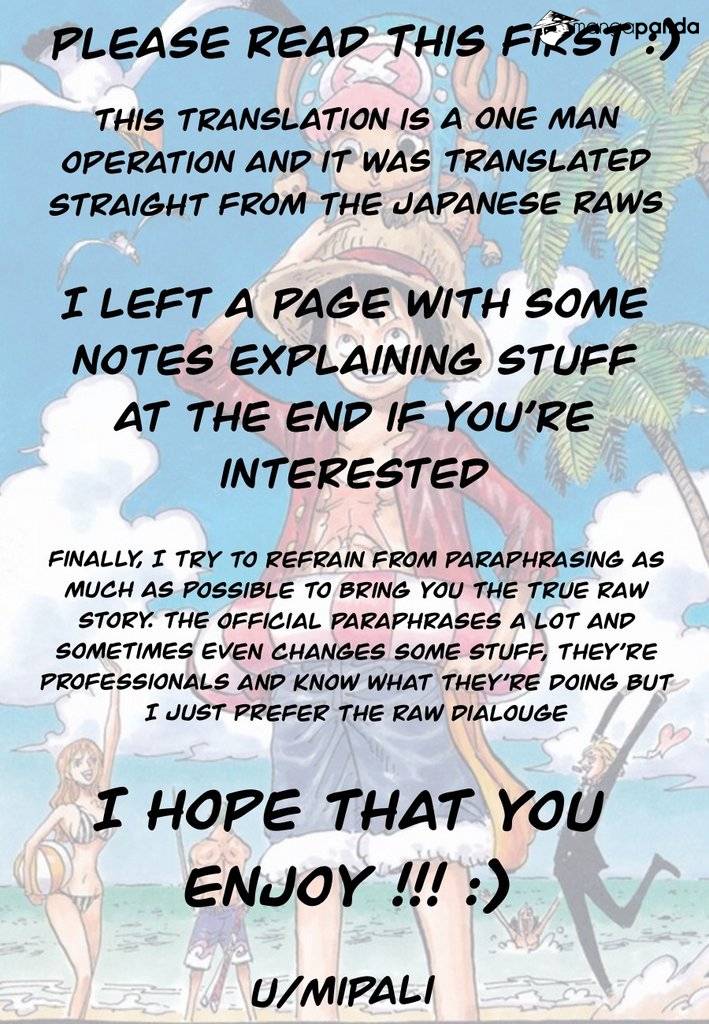 mangapanda
PLEASE READ THIS FIRST :)
THIS TRANSLATION IS A ONE MAN
OPERATION AND IT WAS TRANSLATED
STRAIGHT FROM THE JAPANESE RAWS
I LEFT A PAGE WITH SOME
NOTES EXPLAINING STUFF
AT THE END IF YOU'RE
INTERESTED
FINALLY, I TRY TO REFRAIN FROM PARAPHRASING AS
MUCH AS POSSIBLE TO BRING YOU THE TRUE RAW
STORY. THE OFFICIAL PARAPHRASES A LOT AND
SOMETIMES EVEN CHANGES SOME STUFF, THEY'RE
PROFESSIONALS AND KNOW WHAT THEY'RE DOING BUT
I JUST PREFER THE RAW DIALOUGE
I HOPE THAT YOU
ENJOY !!! :)
U/MIPALI